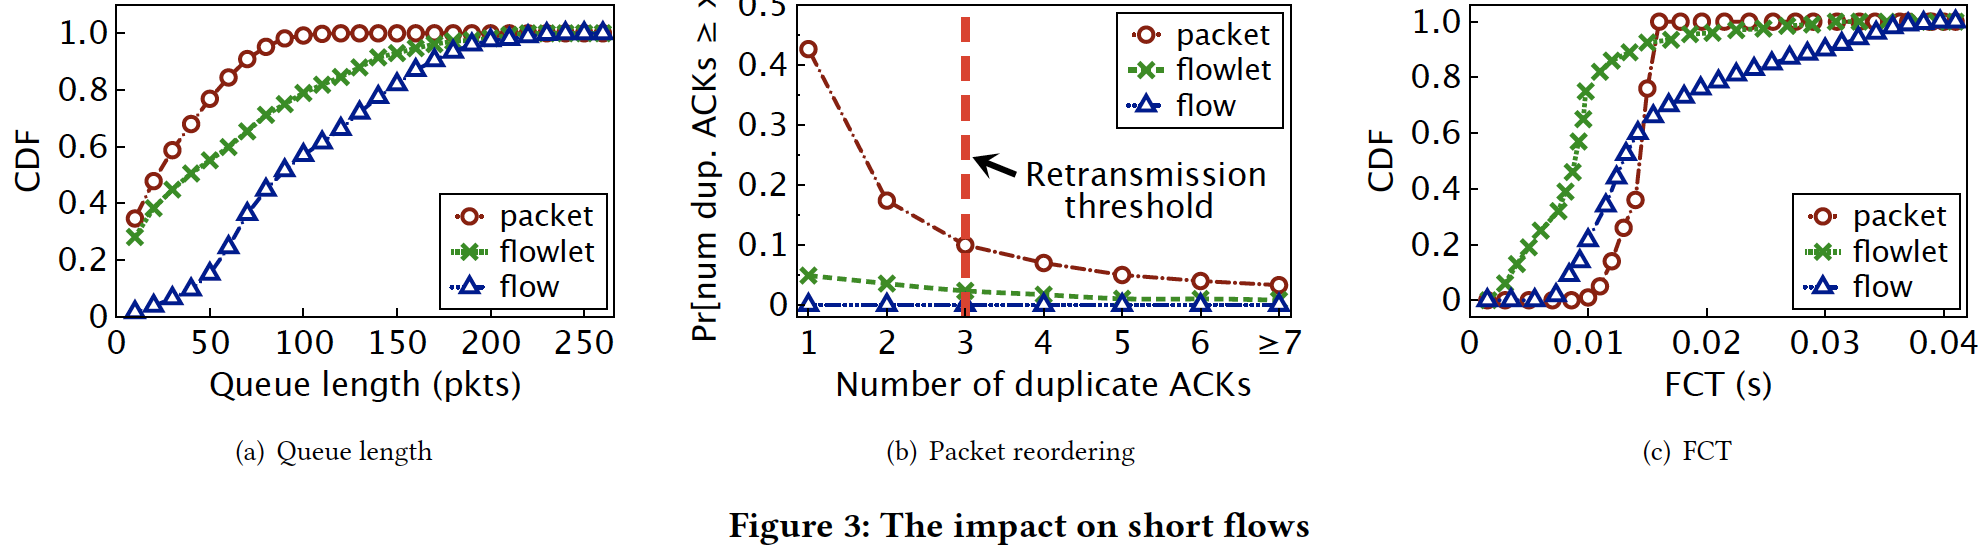 CDF
1.0
0.8
0.6
0.4
0.2
0
0 50 100 150 200 250
Queue length (pkts)
packet
flowlet
flow
(a) Queue length
Pr[num dup. ACKs ≥
0.5
0.4
0.3
0.2
0.1
0
1 2 3 4 5 6 ≥7
Number of duplicate ACKs
packet
flowlet
flow
Retransmission
threshold
(b) Packet reordering
CDF
1.0
0.8
0.6
0.4
0.2
0
0 0.01 0.02 0.03 0.04
FCT (s)
packet
flowlet
flow
(c) FCT
Figure 3: The impact on short flows